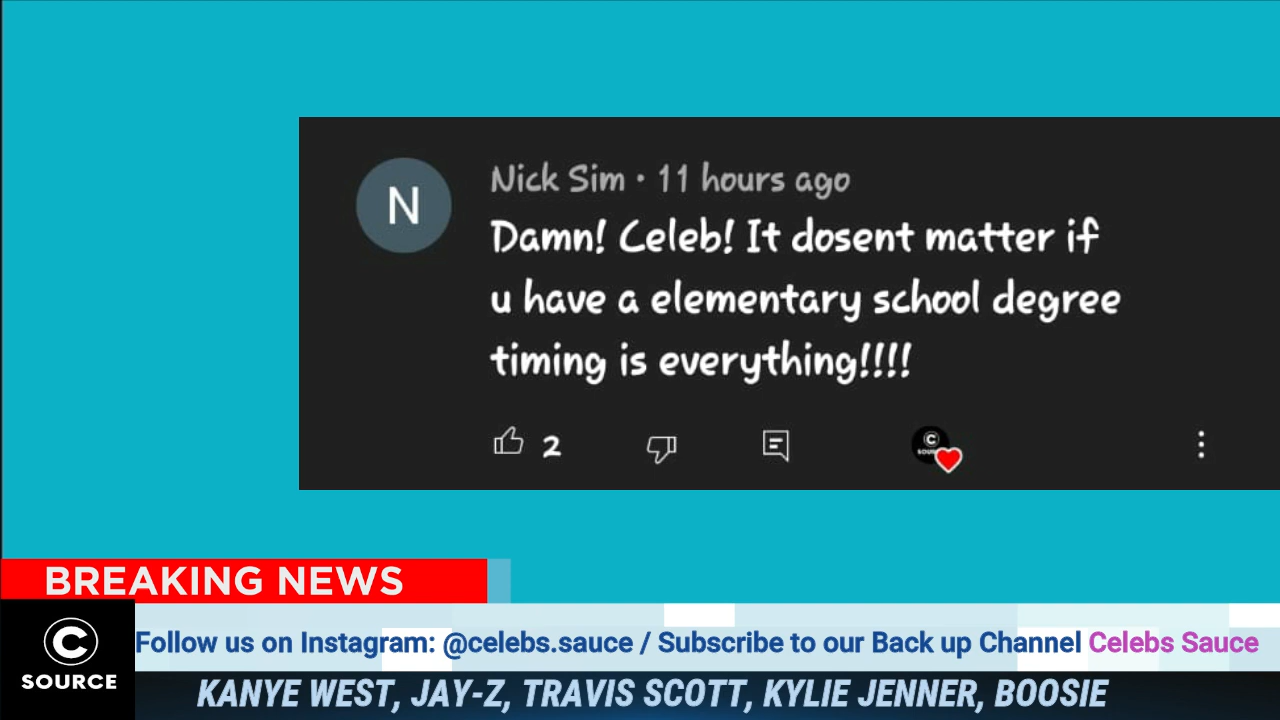 N
Nick Sim • 11 hours ago
Damn! Celeb! It dosent matter if
u have a elementary school degree
timing is everything!!!!
2
C
SOURCE
BREAKING NEWS
C
SOURCE
Follow us on Instagram: @celebs.sauce / Subscribe to our Back up Channel Celebs Sauce
KANYE WEST, JAY-Z, TRAVIS SCOTT, KYLIE JENNER, BOOSIE